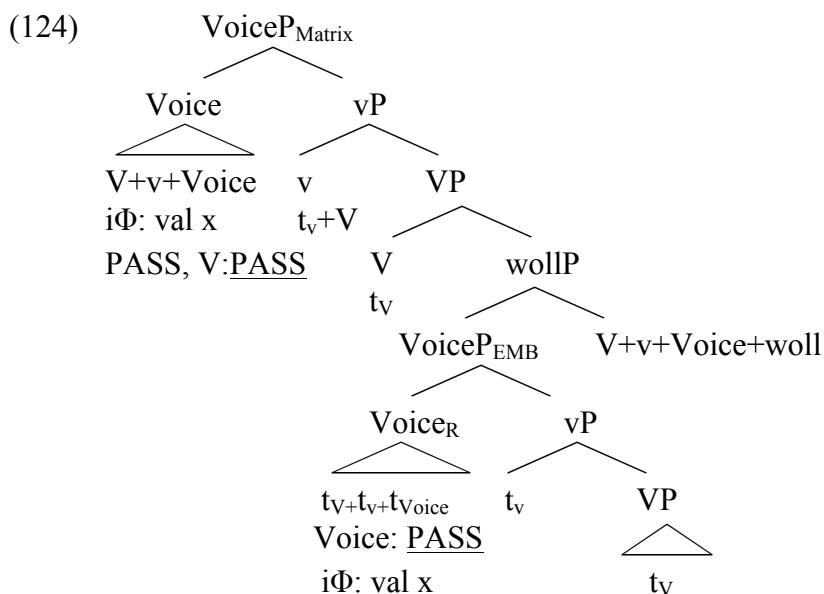 (124) VoiceP_Matrix
Voice vP
V+v+Voice v VP
iΦ: val x t_v+V
PASS, V:PASS V wollP
t_V
VoiceP_EMB V+v+Voice+woll
Voice_R vP
t_V+t_v+t_Voice t_v VP
Voice: PASS
iΦ: val x t_V